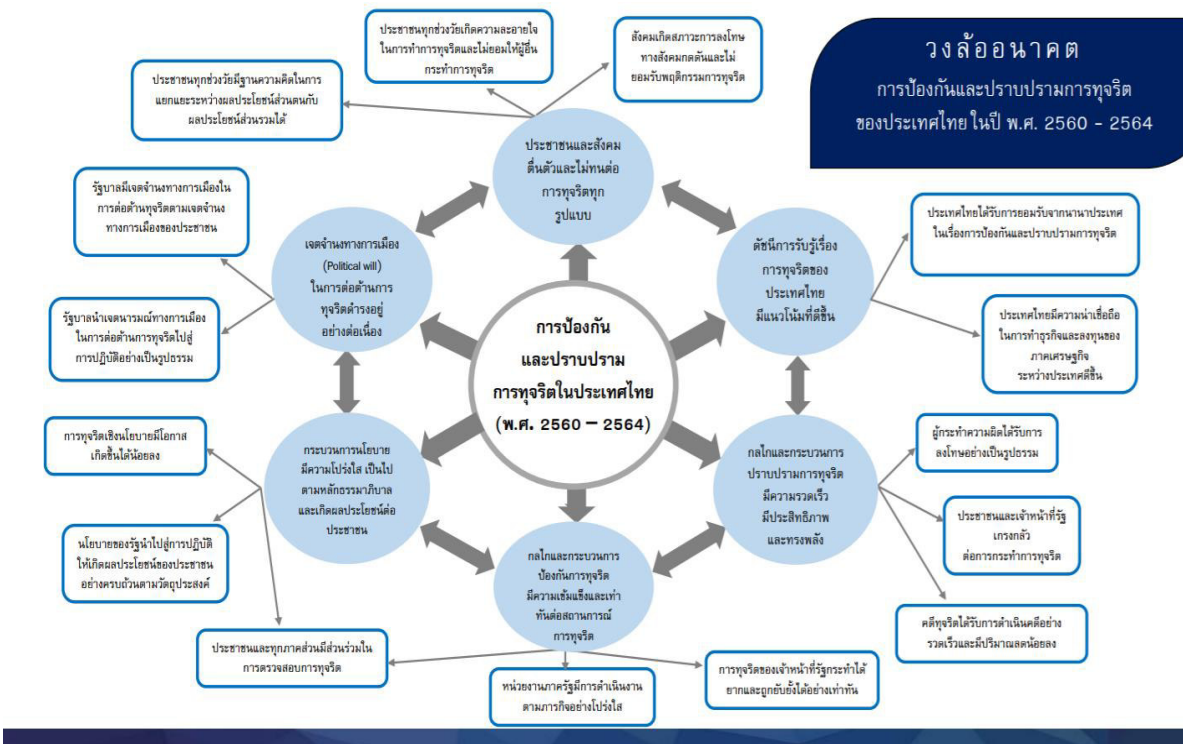 วงล้ออนาคต
การป้องกันและปราบปรามการทุจริต
ของประเทศไทย ในปี พ.ศ. 2560 - 2564
ประชาชนทุกช่วงวัยมีฐานความคิดในการ
แยกแยะระหว่างผลประโยชน์ส่วนตนกับ
ผลประโยชน์ส่วนรวมได้
ประชาชนทุกช่วงวัยเกิดความละอายใจ
ในการทำการทุจริตและไม่ยอมให้ผู้อื่น
กระทำการทุจริต
สังคมเกิดสภาวะการลงโทษ
ทางสังคมกดดันและไม่
ยอมรับพฤติกรรมการทุจริต
ประชาชนและสังคม
ตื่นตัวและไม่ทนต่อ
การทุจริตทุก
รูปแบบ
รัฐบาลมีเจตจำนงทางการเมืองใน
การต่อต้านทุจริตตามเจตจำนง
ทางการเมืองของประชาชน
รัฐบาลนำเจตนารมณ์ทางการเมือง
ในการต่อต้านการทุจริตไปสู่
การปฏิบัติอย่างเป็นรูปธรรม
เจตจำนงทางการเมือง
(Political will)
ในการต่อต้านการ
ทุจริตดำรงอยู่
อย่างต่อเนื่อง
การป้องกัน
และปราบปราม
การทุจริตในประเทศไทย
(พ.ศ. 2560 – 2564)
ดัชนีการรับรู้เรื่อง
การทุจริตของ
ประเทศไทย
มีแนวโน้มที่ดีขึ้น
ประเทศไทยได้รับการยอมรับจากนานาประเทศ
ในเรื่องการป้องกันและปราบปรามการทุจริต
ประเทศไทยมีความน่าเชื่อถือ
ในการทำธุรกิจและลงทุนของ
ภาคเศรษฐกิจ
ระหว่างประเทศดีขึ้น
การทุจริตเชิงนโยบายมีโอกาส
เกิดขึ้นได้น้อยลง
นโยบายของรัฐนำไปสู่การปฏิบัติ
ให้เกิดผลประโยชน์ของประชาชน
อย่างครบถ้วนตามวัตถุประสงค์
กระบวนการนโยบาย
มีความโปร่งใส เป็นไป
ตามหลักธรรมาภิบาล
และเกิดผลประโยชน์ต่อ
ประชาชน
กลไกและกระบวนการ
ปราบปรามการทุจริต
มีความรวดเร็ว
มีประสิทธิภาพ
และทรงพลัง
ผู้กระทำความผิดได้รับการ
ลงโทษอย่างเป็นรูปธรรม
ประชาชนและเจ้าหน้าที่รัฐ
เกรงกลัว
ต่อการกระทำการทุจริต
คดีทุจริตได้รับการดำเนินคดีอย่าง
รวดเร็วและมีปริมาณลดน้อยลง
กลไกและกระบวนการ
ป้องกันการทุจริต
มีความเข้มแข็งและเท่า
ทันต่อสถานการณ์
การทุจริต
ประชาชนและทุกภาคส่วนมีส่วนร่วมใน
การตรวจสอบการทุจริต
หน่วยงานภาครัฐมีการดำเนินงาน
ตามภารกิจอย่างโปร่งใส
การทุจริตของเจ้าหน้าที่รัฐกระทำได้
ยากและถูกยับยั้งได้อย่างเท่าทัน